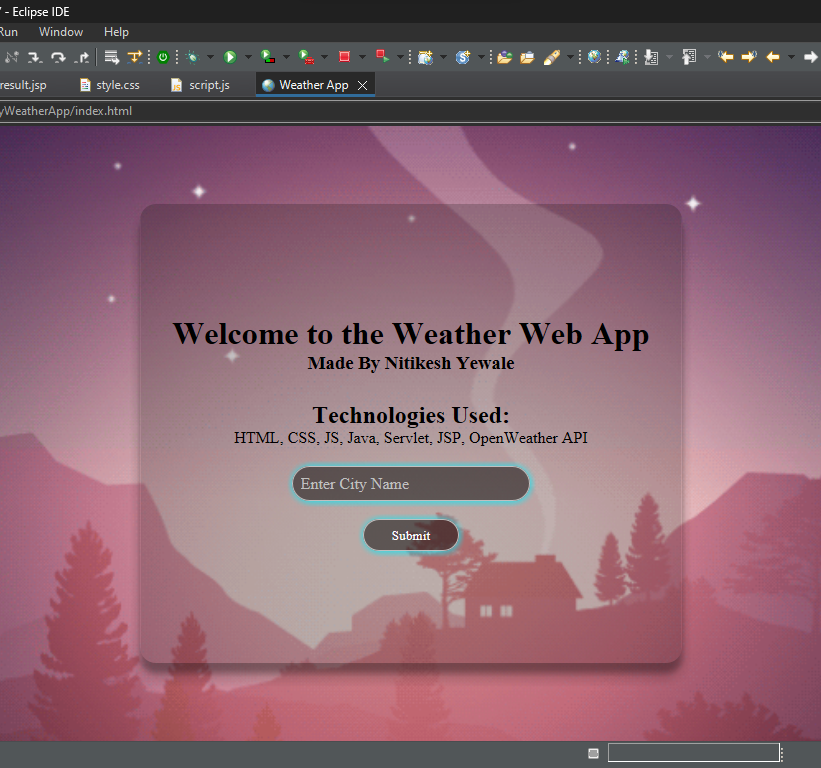 - Eclipse IDE
Run Window Help
result.jsp style.css script.js Weather App
yWeatherApp/index.html
Welcome to the Weather Web App
Made By Nitikesh Yewale
Technologies Used:
HTML, CSS, JS, Java, Servlet, JSP, OpenWeather API
Enter City Name
Submit